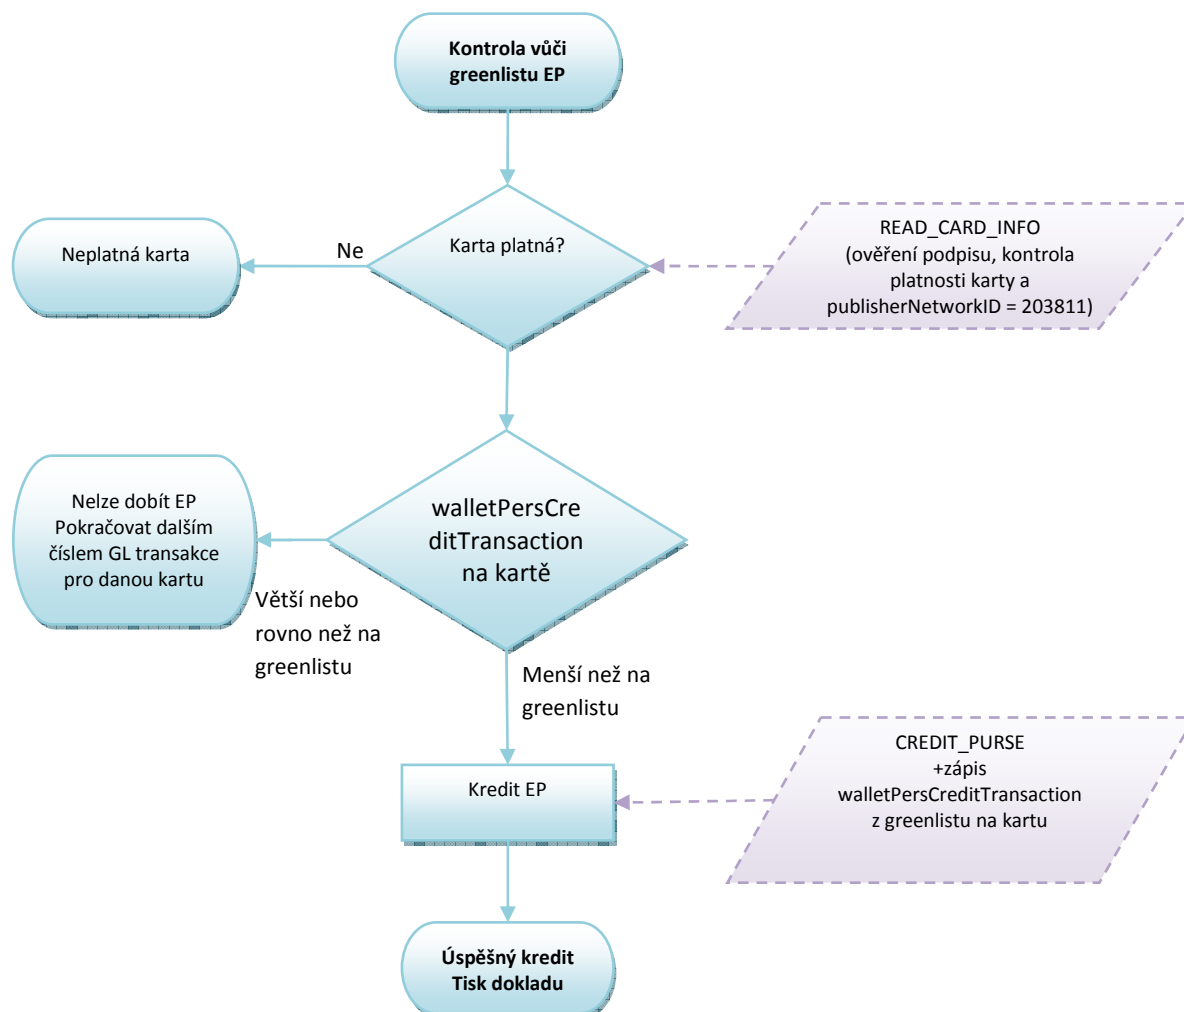 Kontrola vůči
greenlistu EP
Neplatná karta
Ne
Karta platná?
READ_CARD_INFO
(ověření podpisu, kontrola
platnosti karty a
publisherNetworkID = 203811)
Nelze dobít EP
Pokračovat dalším
číslem GL transakce
pro danou kartu
walletPersCre
ditTransaction
na kartě
Větší nebo
rovno než na
greenlistu
Menší než na
greenlistu
Kredit EP
CREDIT_PURSE
+zápis
walletPersCreditTransaction
z greenlistu na kartu
Úspěšný kredit
Tisk dokladu